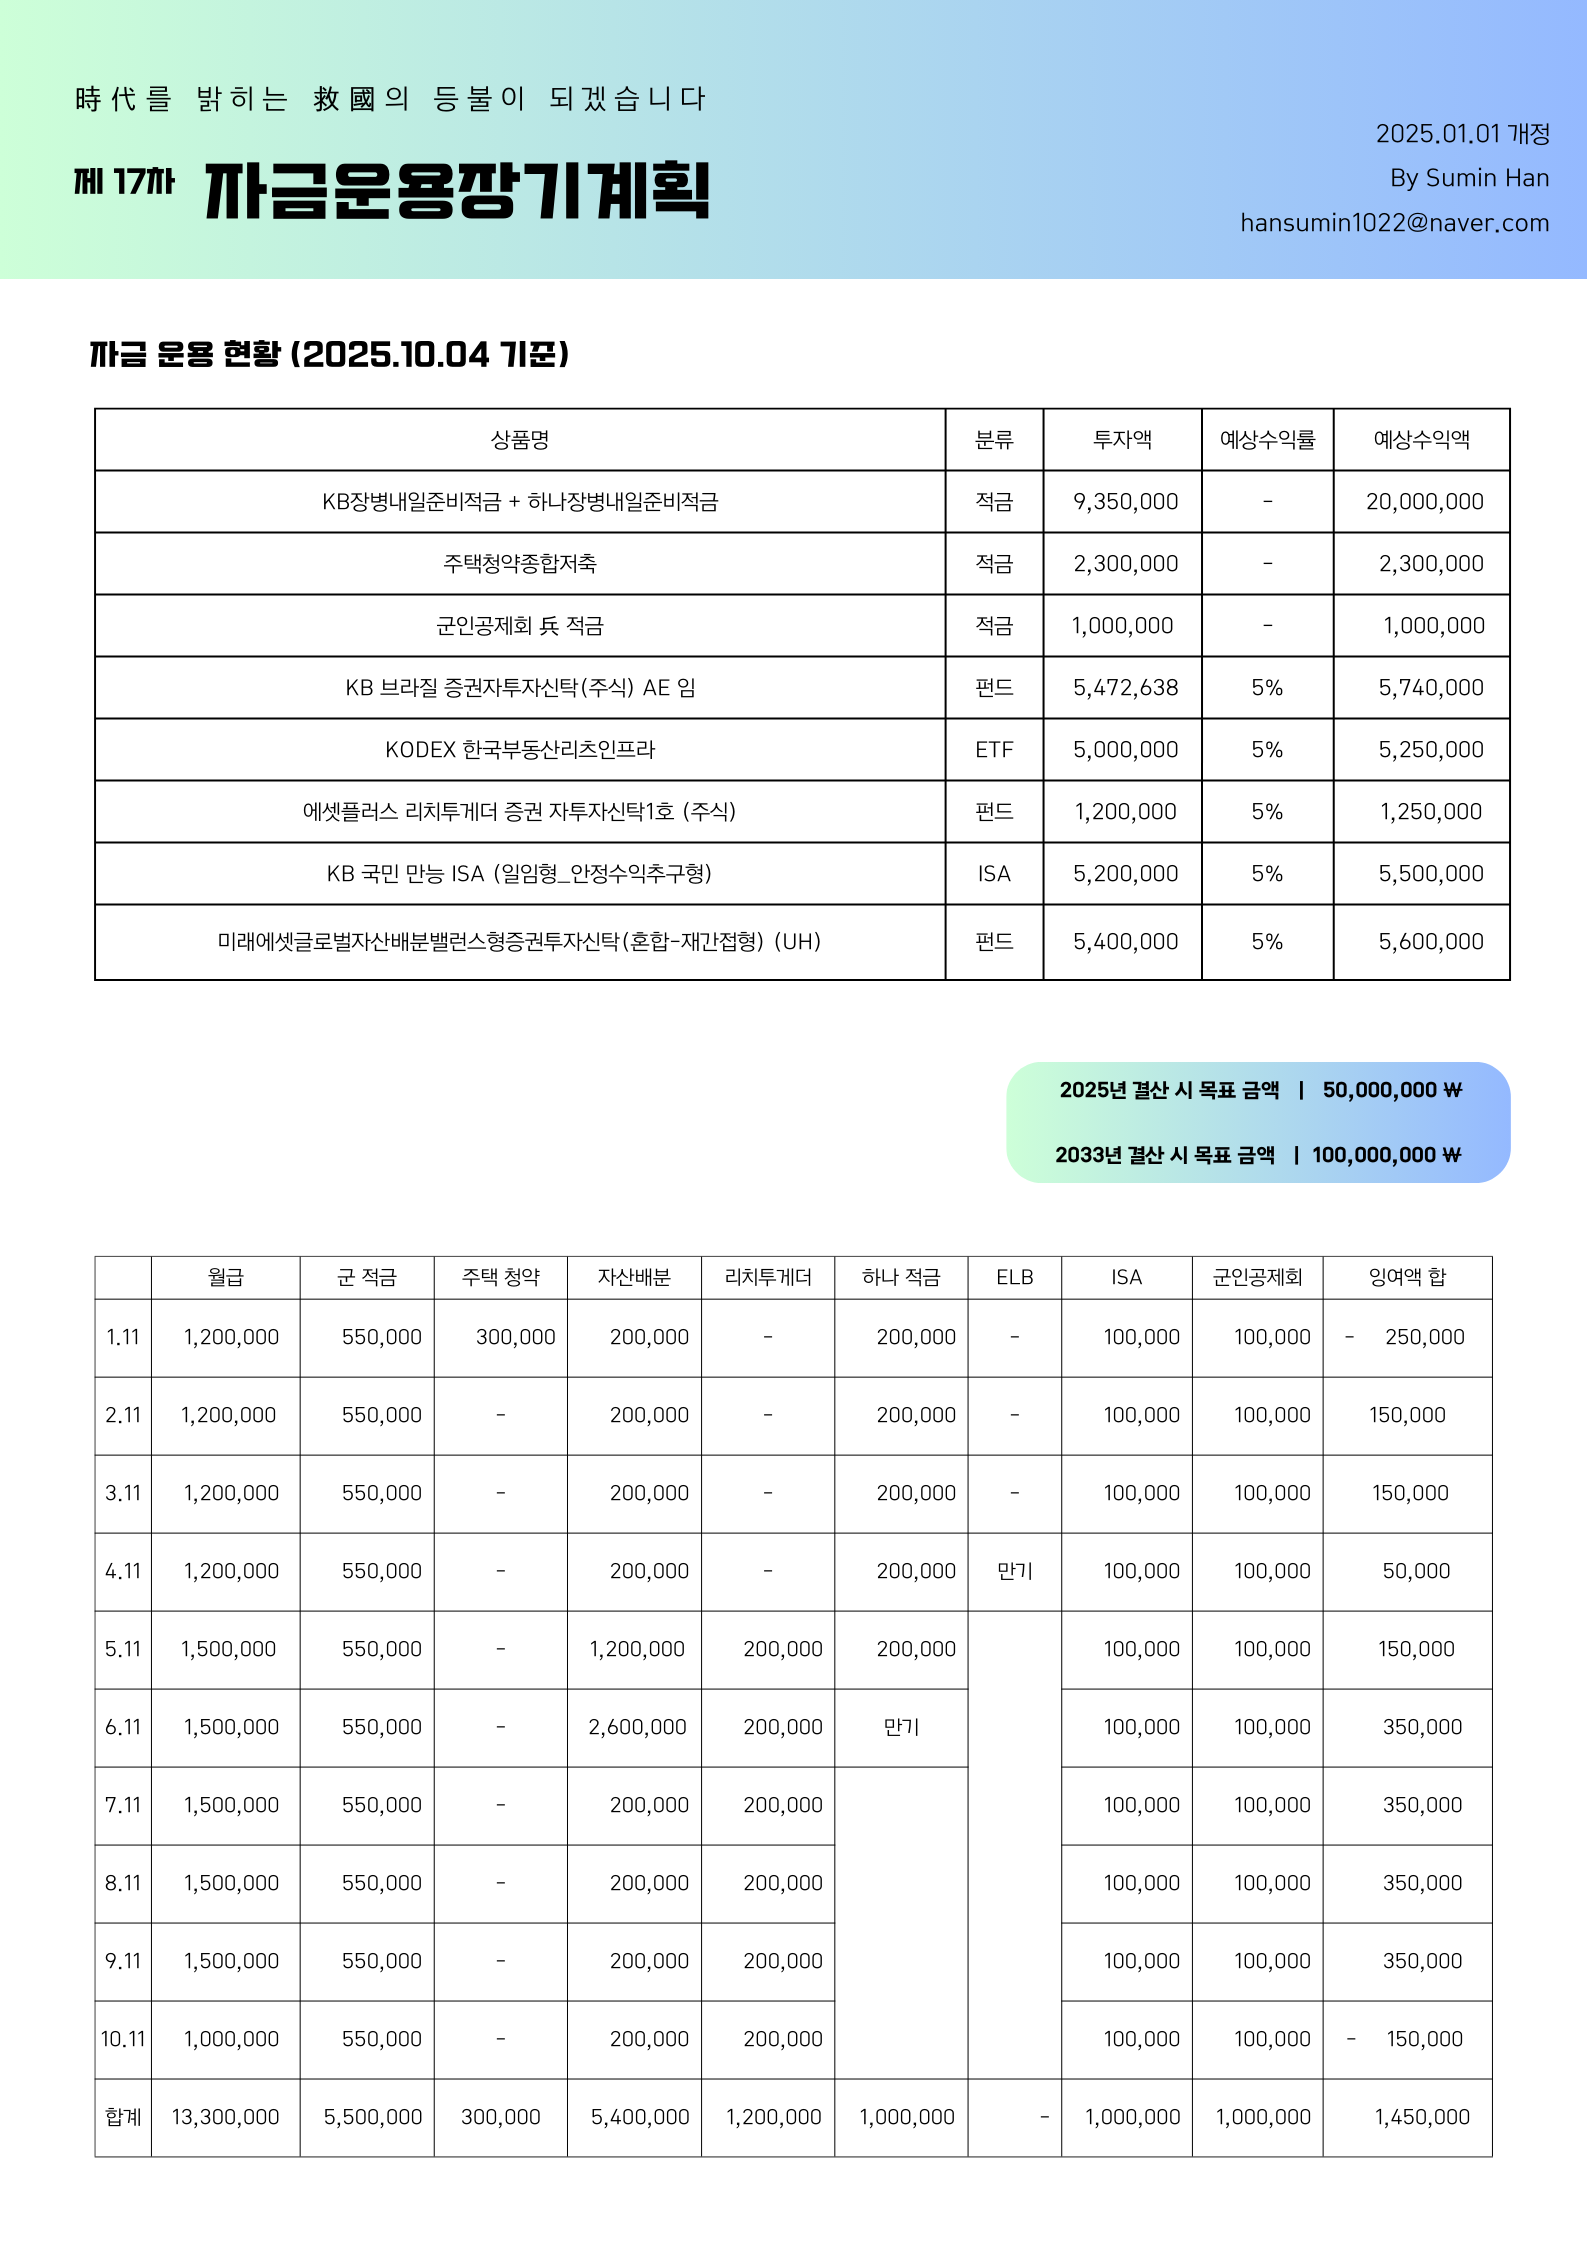 時代를 밝히는 救國의 등불이 되겠습니다
제 17차 자금운용장기계획
2025.01.01 개정
By Sumin Han
hansumin1022@naver.com
자금 운용 현황 (2025.10.04 기준)
상품명 분류 투자액 예상수익률 예상수익액
KB장병내일준비적금 + 하나장병내일준비적금 적금 9,350,000 - 20,000,000
주택청약종합저축 적금 2,300,000 - 2,300,000
군인공제회 兵 적금 적금 1,000,000 - 1,000,000
KB 브라질 증권자투자신탁(주식) AE 임 펀드 5,472,638 5% 5,740,000
KODEX 한국부동산리츠인프라 ETF 5,000,000 5% 5,250,000
에셋플러스 리치투게더 증권 자투자신탁1호 (주식) 펀드 1,200,000 5% 1,250,000
KB 국민 만능 ISA (일임형_안정수익추구형) ISA 5,200,000 5% 5,500,000
미래에셋글로벌자산배분밸런스형증권투자신탁(혼합-재간접형) (UH) 펀드 5,400,000 5% 5,600,000
2025년 결산 시 목표 금액 | 50,000,000 ₩
2033년 결산 시 목표 금액 | 100,000,000 ₩
월급 군 적금 주택 청약 자산배분 리치투게더 하나 적금 ELB ISA 군인공제회 잉여액 합
1.11 1,200,000 550,000 300,000 200,000 - 200,000 - 100,000 100,000 - 250,000
2.11 1,200,000 550,000 - 200,000 - 200,000 - 100,000 100,000 150,000
3.11 1,200,000 550,000 - 200,000 - 200,000 - 100,000 100,000 150,000
4.11 1,200,000 550,000 - 200,000 - 200,000 만기 100,000 100,000 50,000
5.11 1,500,000 550,000 - 1,200,000 200,000 200,000 100,000 100,000 150,000
6.11 1,500,000 550,000 - 2,600,000 200,000 만기 100,000 100,000 350,000
7.11 1,500,000 550,000 - 200,000 200,000 100,000 100,000 350,000
8.11 1,500,000 550,000 - 200,000 200,000 100,000 100,000 350,000
9.11 1,500,000 550,000 - 200,000 200,000 100,000 100,000 350,000
10.11 1,000,000 550,000 - 200,000 200,000 100,000 100,000 - 150,000
합계 13,300,000 5,500,000 300,000 5,400,000 1,200,000 1,000,000 - 1,000,000 1,000,000 1,450,000